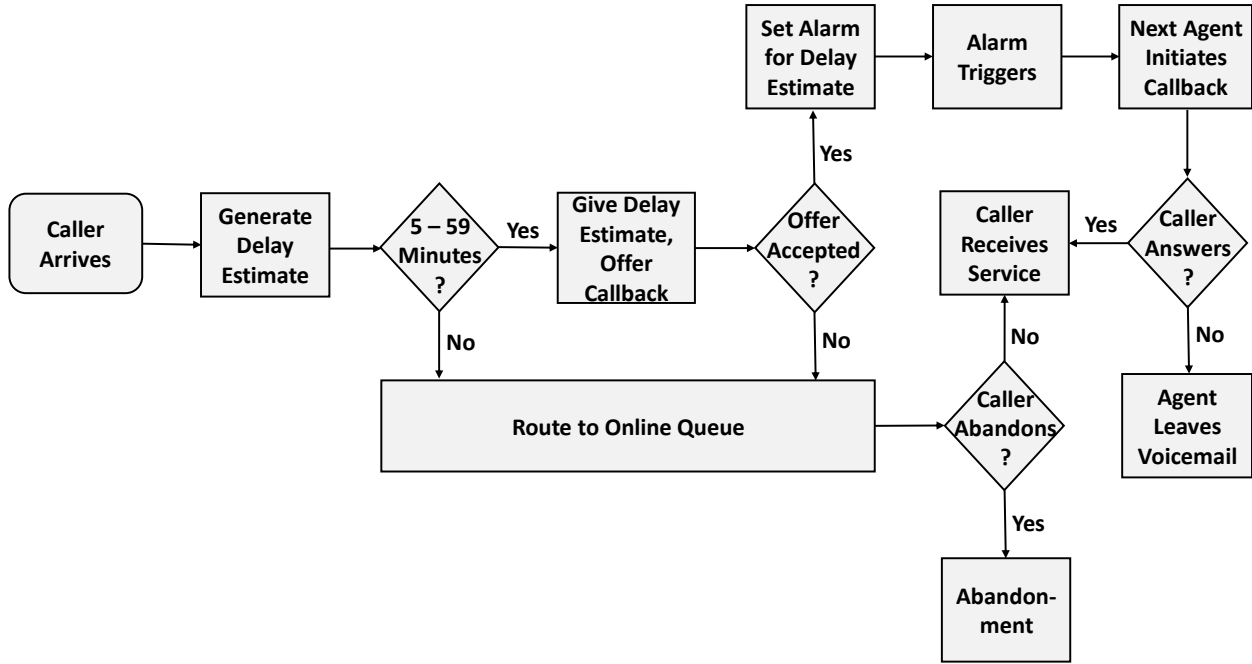 Caller
Arrives
Generate
Delay
Estimate
5 – 59
Minutes
?
Yes
No
Give Delay
Estimate,
Offer
Callback
Offer
Accepted
?
Yes
No
Set Alarm
for Delay
Estimate
Alarm
Triggers
Next Agent
Initiates
Callback
Caller
Answers
?
Yes
No
Caller
Receives
Service
Agent
Leaves
Voicemail
Route to Online Queue
Caller
Abandons
?
No
Yes
Abandon-
ment